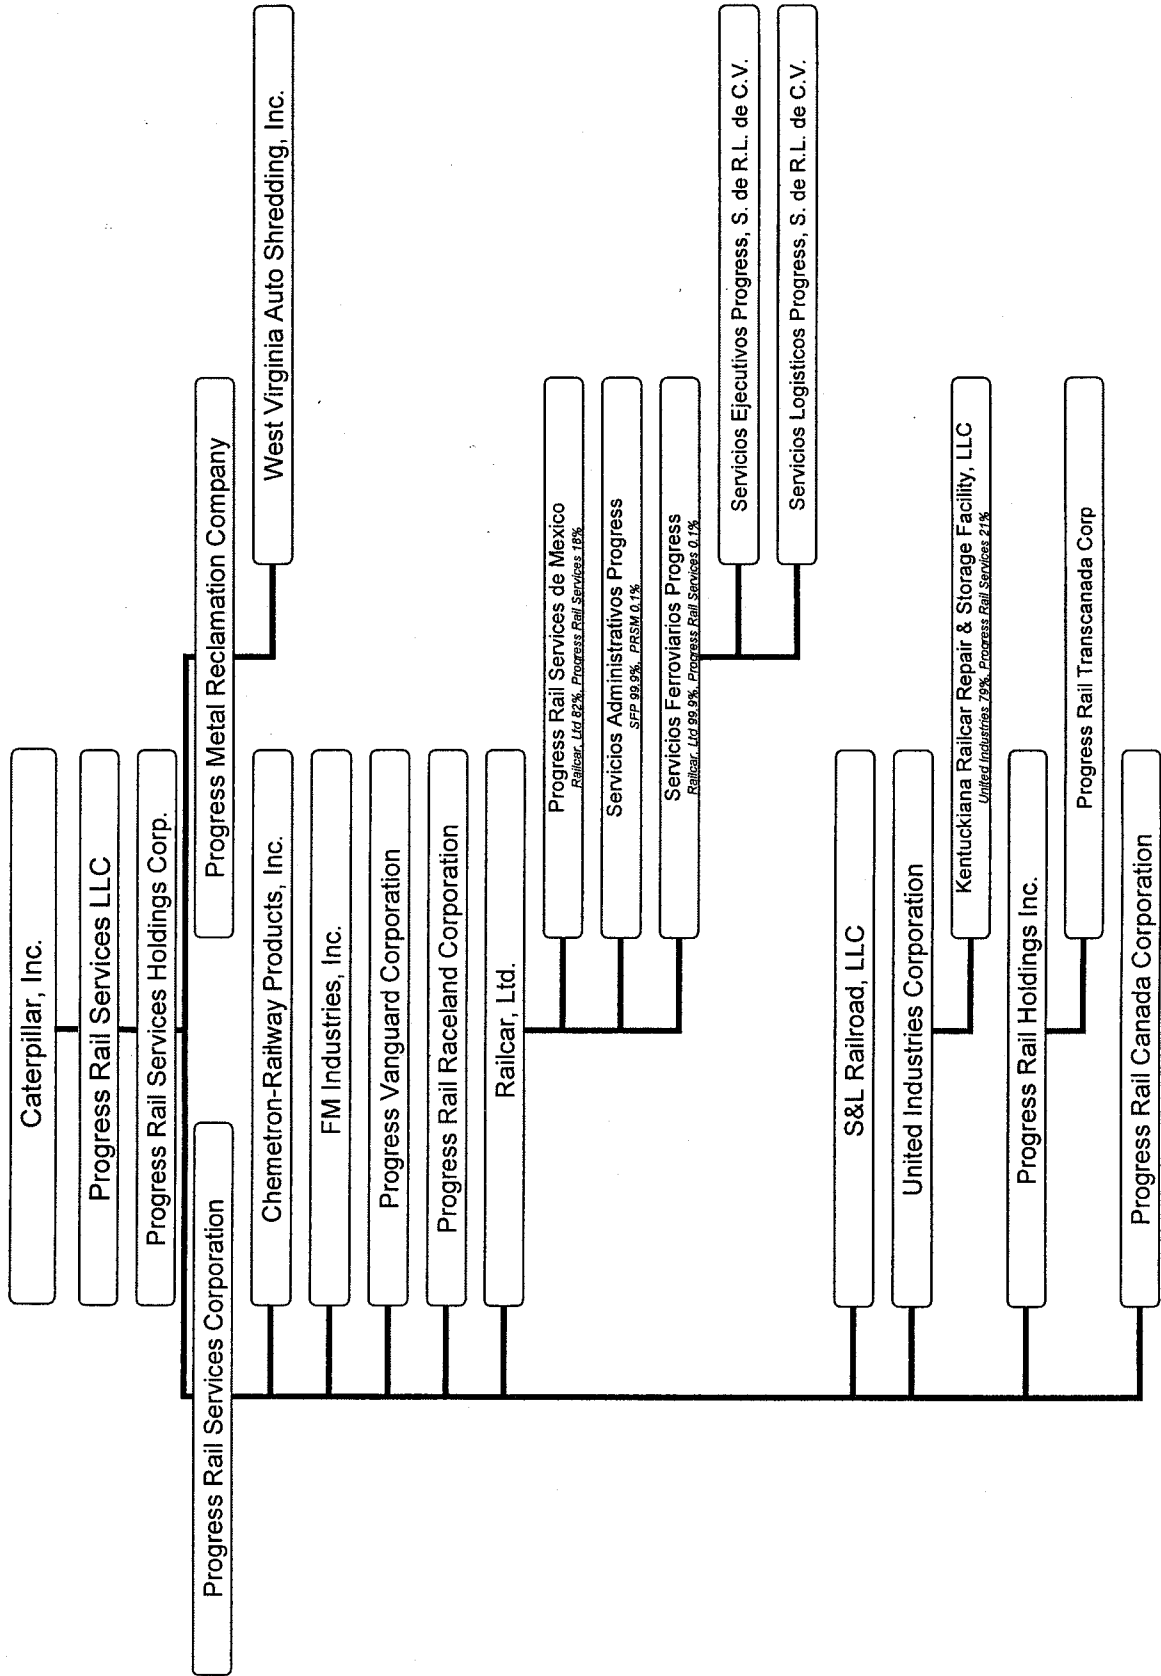 Caterpillar, Inc.
Progress Rail Services LLC
Progress Rail Services Holdings Corp.
Progress Rail Services Corporation
Progress Metal Reclamation Company
West Virginia Auto Shredding, Inc.
Chemetron-Railway Products, Inc.
FM Industries, Inc.
Progress Vanguard Corporation
Progress Rail Raceland Corporation
Railcar, Ltd.
Progress Rail Services de Mexico
Railcar, Ltd 82%, Progress Rail Services 18%
Servicios Administrativos Progress
SFP 99.9%, PRSM 0.1%
Servicios Ferroviarios Progress
Railcar, Ltd 99.9%, Progress Rail Services 0.1%
Servicios Ejecutivos Progress, S. de R.L. de C.V.
Servicios Logisticos Progress, S. de R.L. de C.V.
S&L Railroad, LLC
United Industries Corporation
Kentuckiana Railcar Repair & Storage Facility, LLC
United Industries 79%, Progress Rail Services 21%
Progress Rail Holdings Inc.
Progress Rail Transcanada Corp
Progress Rail Canada Corporation